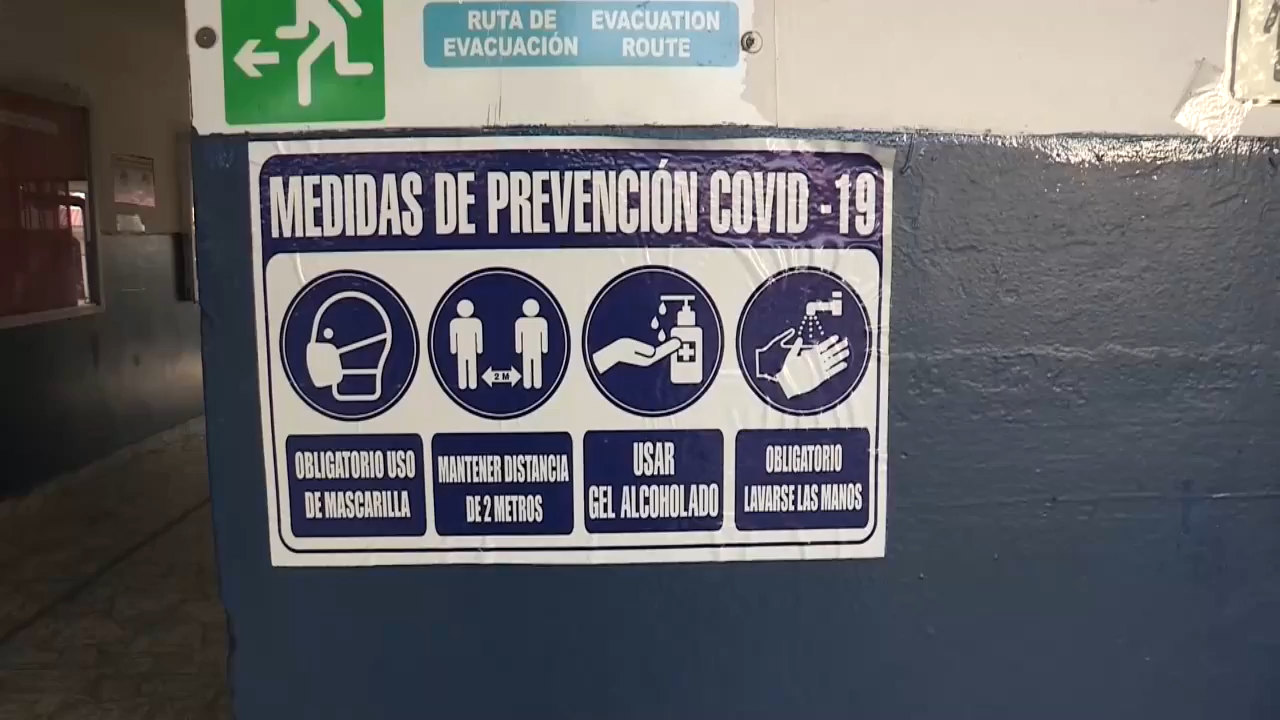 RUTA DE
EVACUACIÓN
EVACUATION
ROUTE
MEDIDAS DE PREVENCIÓN COVID -19
2 M
OBLIGATORIO USO
DE MASCARILLA
MANTENER DISTANCIA
DE 2 METROS
USAR
GEL ALCOHOLADO
OBLIGATORIO
LAVARSE LAS MANOS